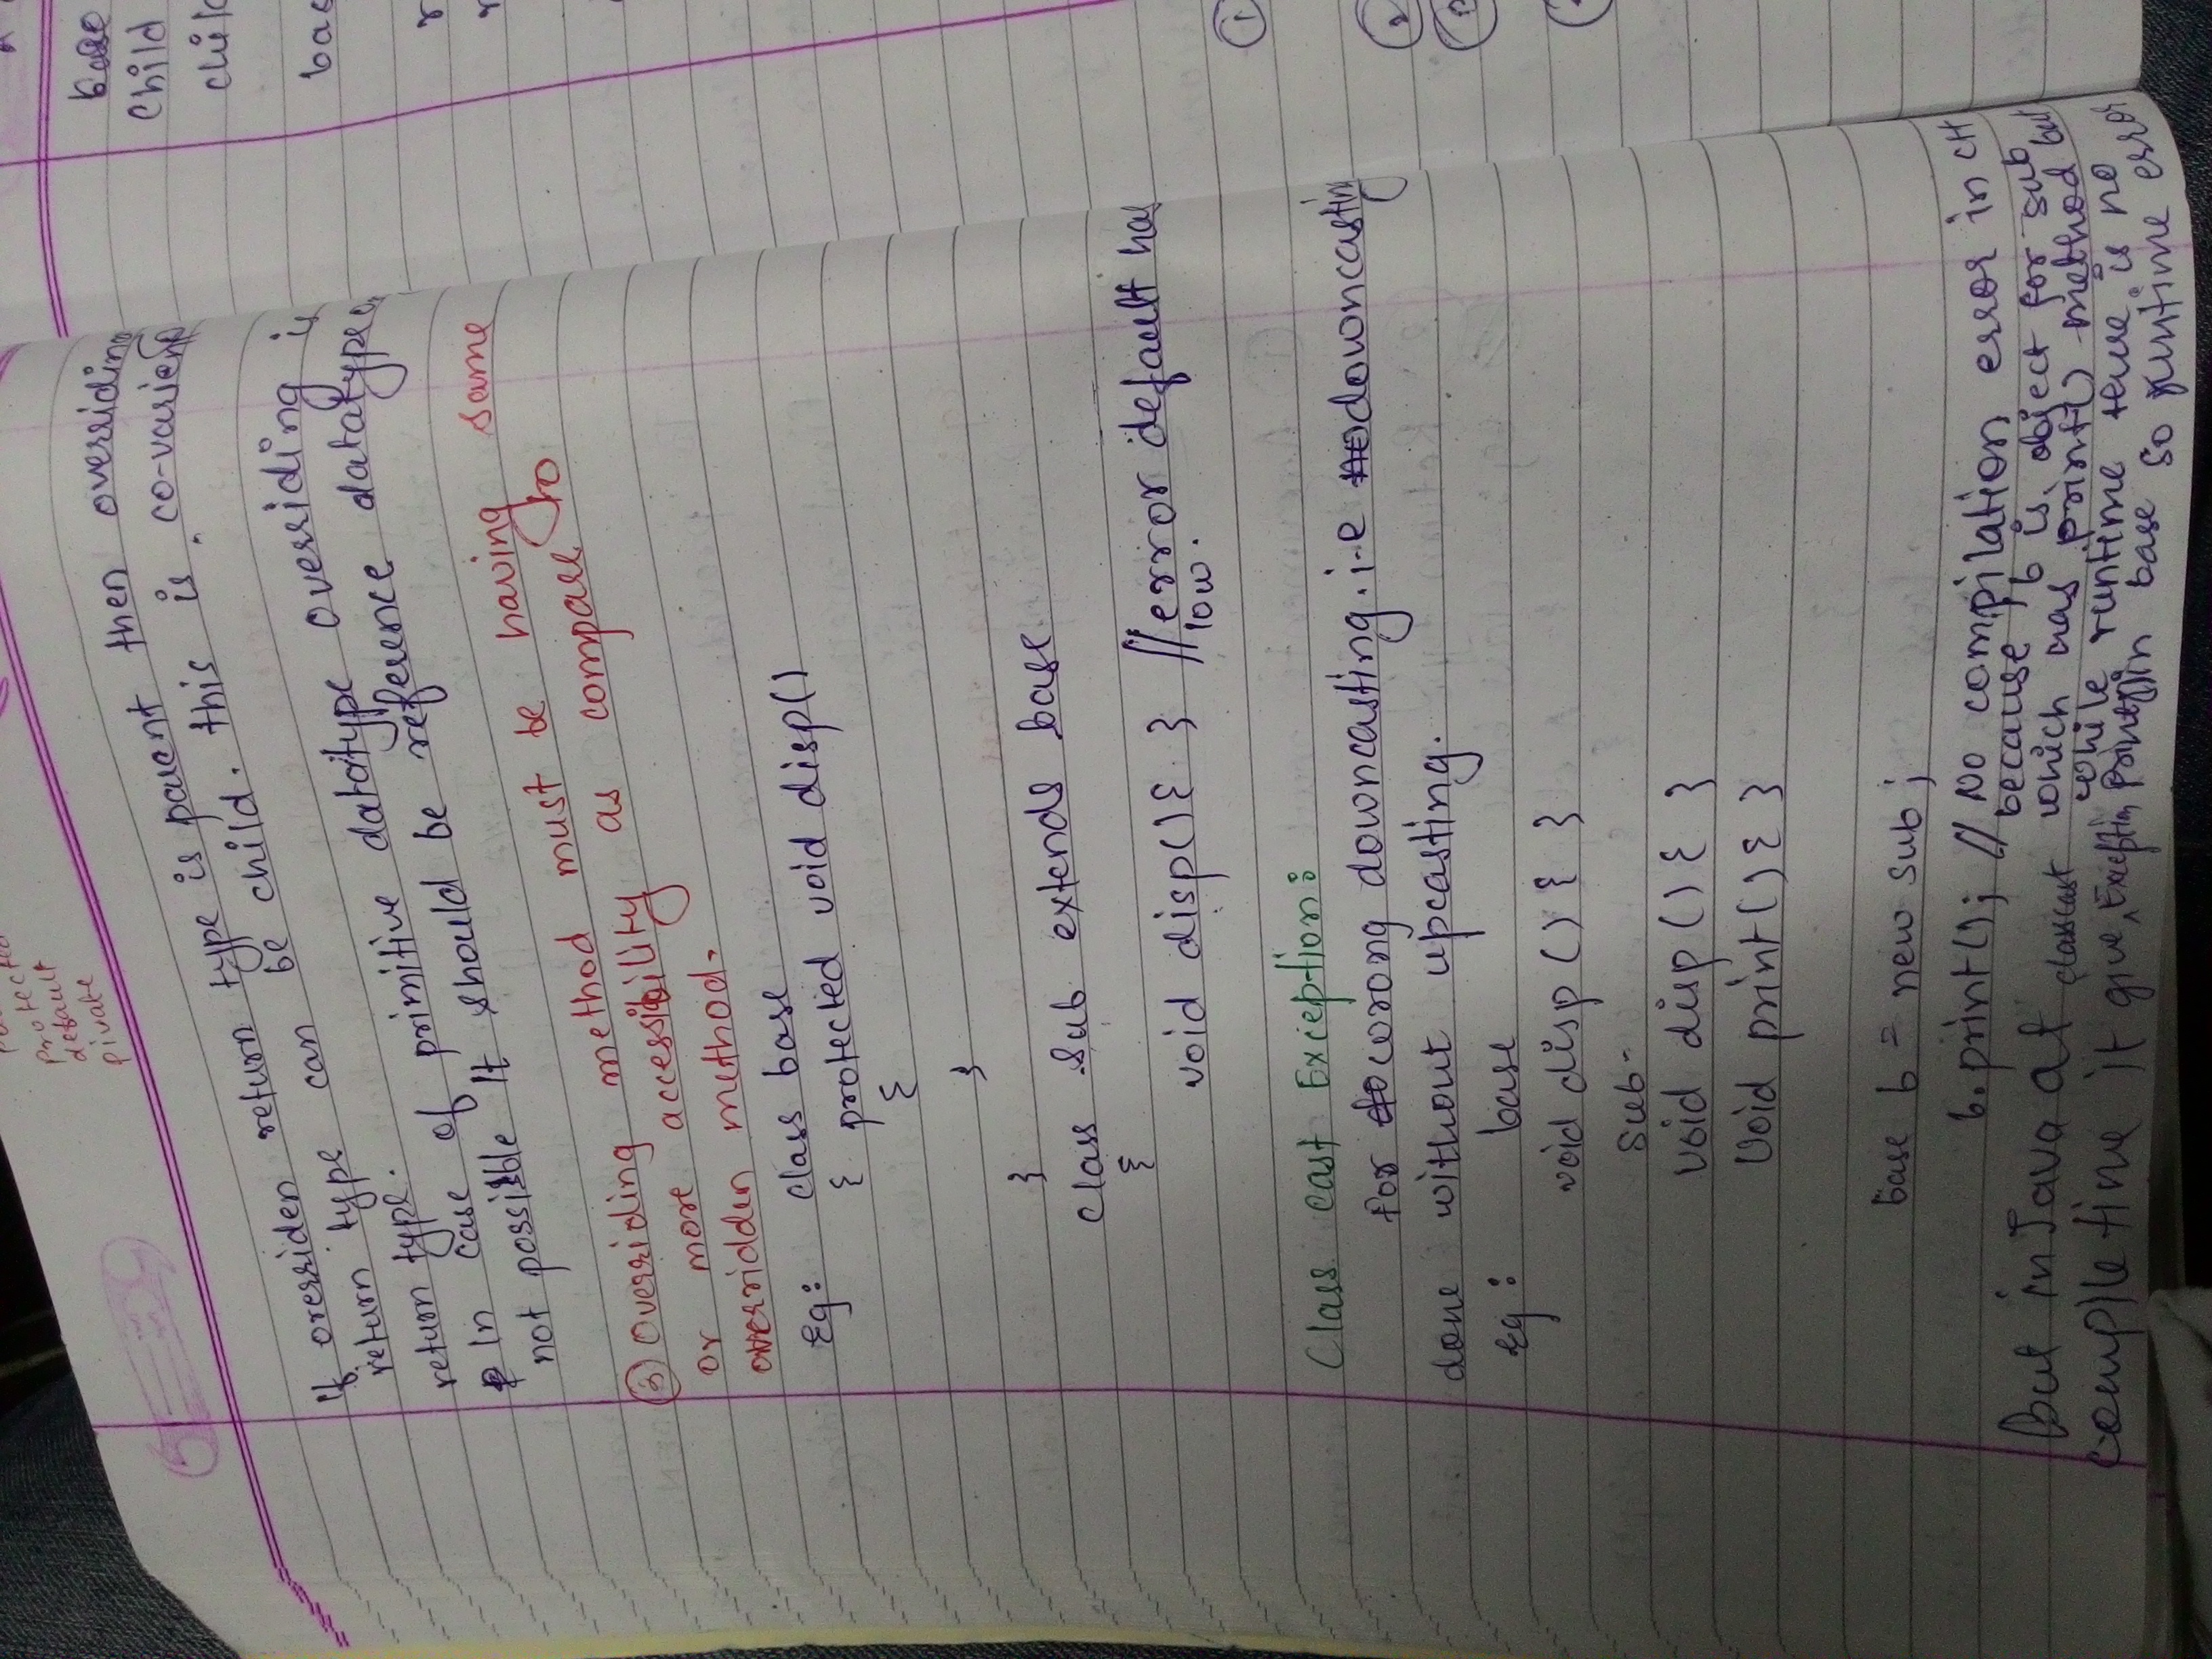 protected
default
pivate
If overriden return type is parent then overriding
return type can be child. this is co-varient
return type.
In case of primitive datatype overriding is
not possible It should be reference datatype.
③ Overriding method must be having same
or more accessibility as compare to
overridden method.
Eg: class base
{ protected void disp()
{
}
}
class Sub extends base
{
void disp(){ } //error default has
low.
Class cast Exception:
for worong downcasting. i-e downcasting
done without upcasting.
eg: base
void disp () { }
sub-
void disp () { }
Void print () { }
base b = new sub;
b.print(); // No compilation error in c++
because b is object for sub
which has print() method but
while runtime there is no
print() in base so runtime error
But in Java at
compile time it give classcast Exception
base
Child
child
bas
r
r
①
②
③